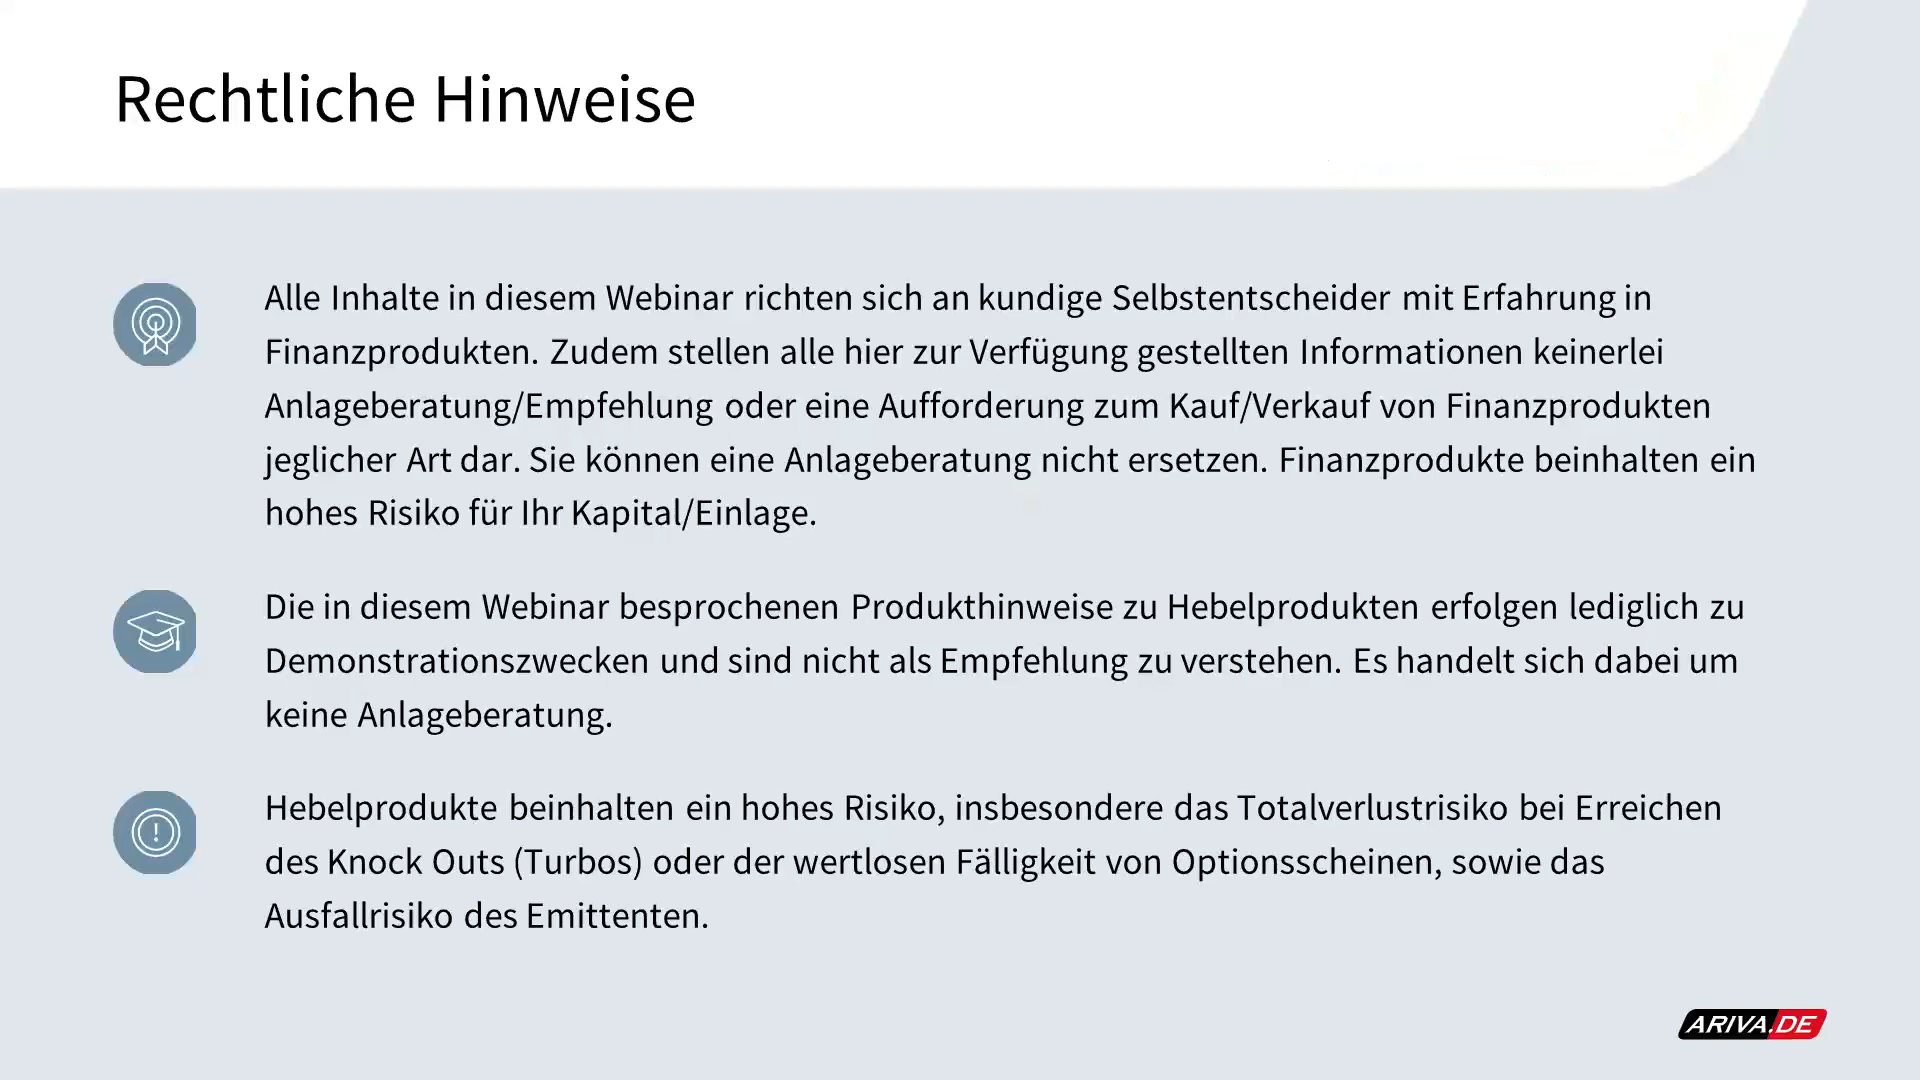 Rechtliche Hinweise
Alle Inhalte in diesem Webinar richten sich an kundige Selbstentscheider mit Erfahrung in
Finanzprodukten. Zudem stellen alle hier zur Verfügung gestellten Informationen keinerlei
Anlageberatung/Empfehlung oder eine Aufforderung zum Kauf/Verkauf von Finanzprodukten
jeglicher Art dar. Sie können eine Anlageberatung nicht ersetzen. Finanzprodukte beinhalten ein
hohes Risiko für Ihr Kapital/Einlage.
Die in diesem Webinar besprochenen Produkthinweise zu Hebelprodukten erfolgen lediglich zu
Demonstrationszwecken und sind nicht als Empfehlung zu verstehen. Es handelt sich dabei um
keine Anlageberatung.
Hebelprodukte beinhalten ein hohes Risiko, insbesondere das Totalverlustrisiko bei Erreichen
des Knock Outs (Turbos) oder der wertlosen Fälligkeit von Optionsscheinen, sowie das
Ausfallrisiko des Emittenten.
ARIVA.DE